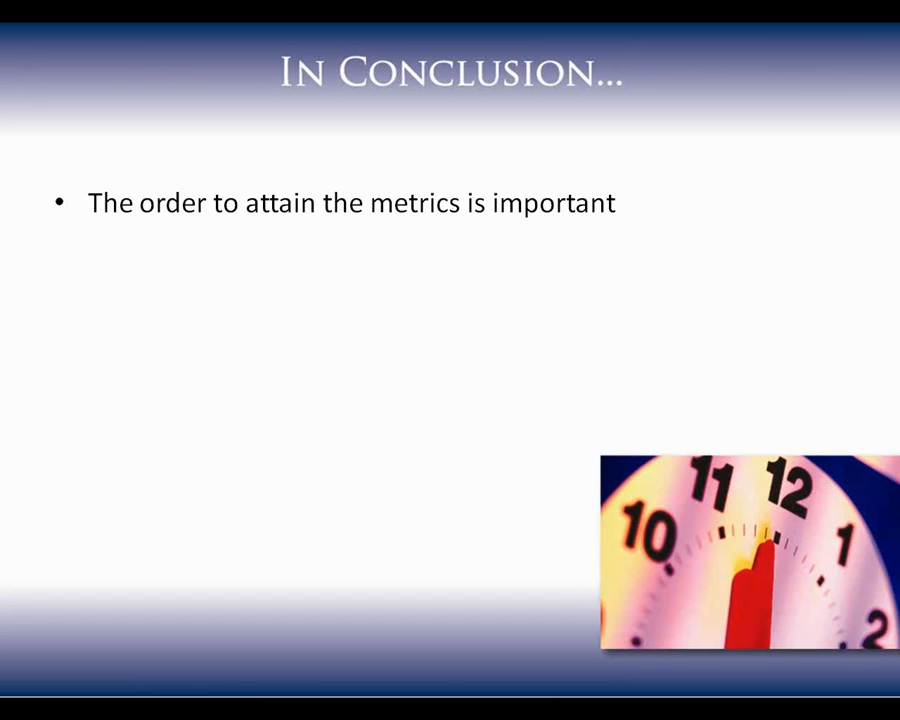 In Conclusion...
• The order to attain the metrics is important
10
11
12
1
2